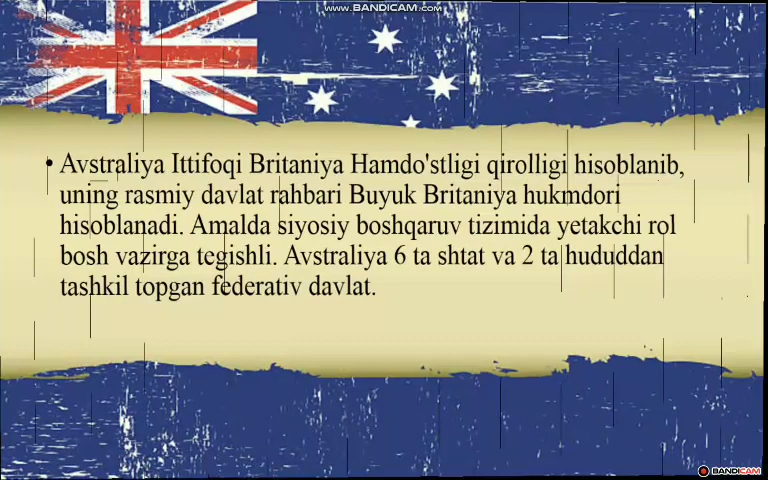 www.BANDICAM.com
• Avstraliya Ittifoqi Britaniya Hamdo'stligi qirolligi hisoblanib,
uning rasmiy davlat rahbari Buyuk Britaniya hukmdori
hisoblanadi. Amalda siyosiy boshqaruv tizimida yetakchi rol
bosh vazirga tegishli. Avstraliya 6 ta shtat va 2 ta hududdan
tashkil topgan federativ davlat.
BANDICAM